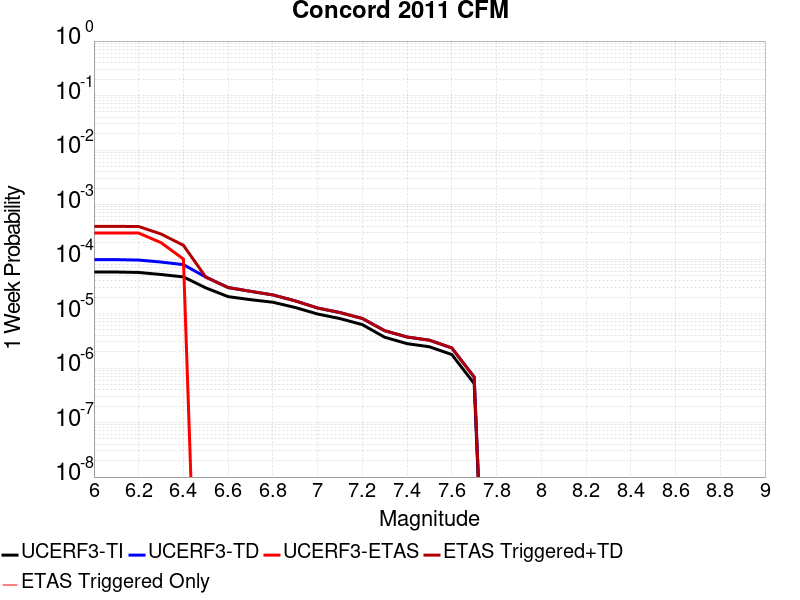 Concord 2011 CFM
1 Week Probability
10^0
10^-1
10^-2
10^-3
10^-4
10^-5
10^-6
10^-7
10^-8
6 6.2 6.4 6.6 6.8 7 7.2 7.4 7.6 7.8 8 8.2 8.4 8.6 8.8 9
Magnitude
UCERF3-TI UCERF3-TD UCERF3-ETAS ETAS Triggered+TD
ETAS Triggered Only